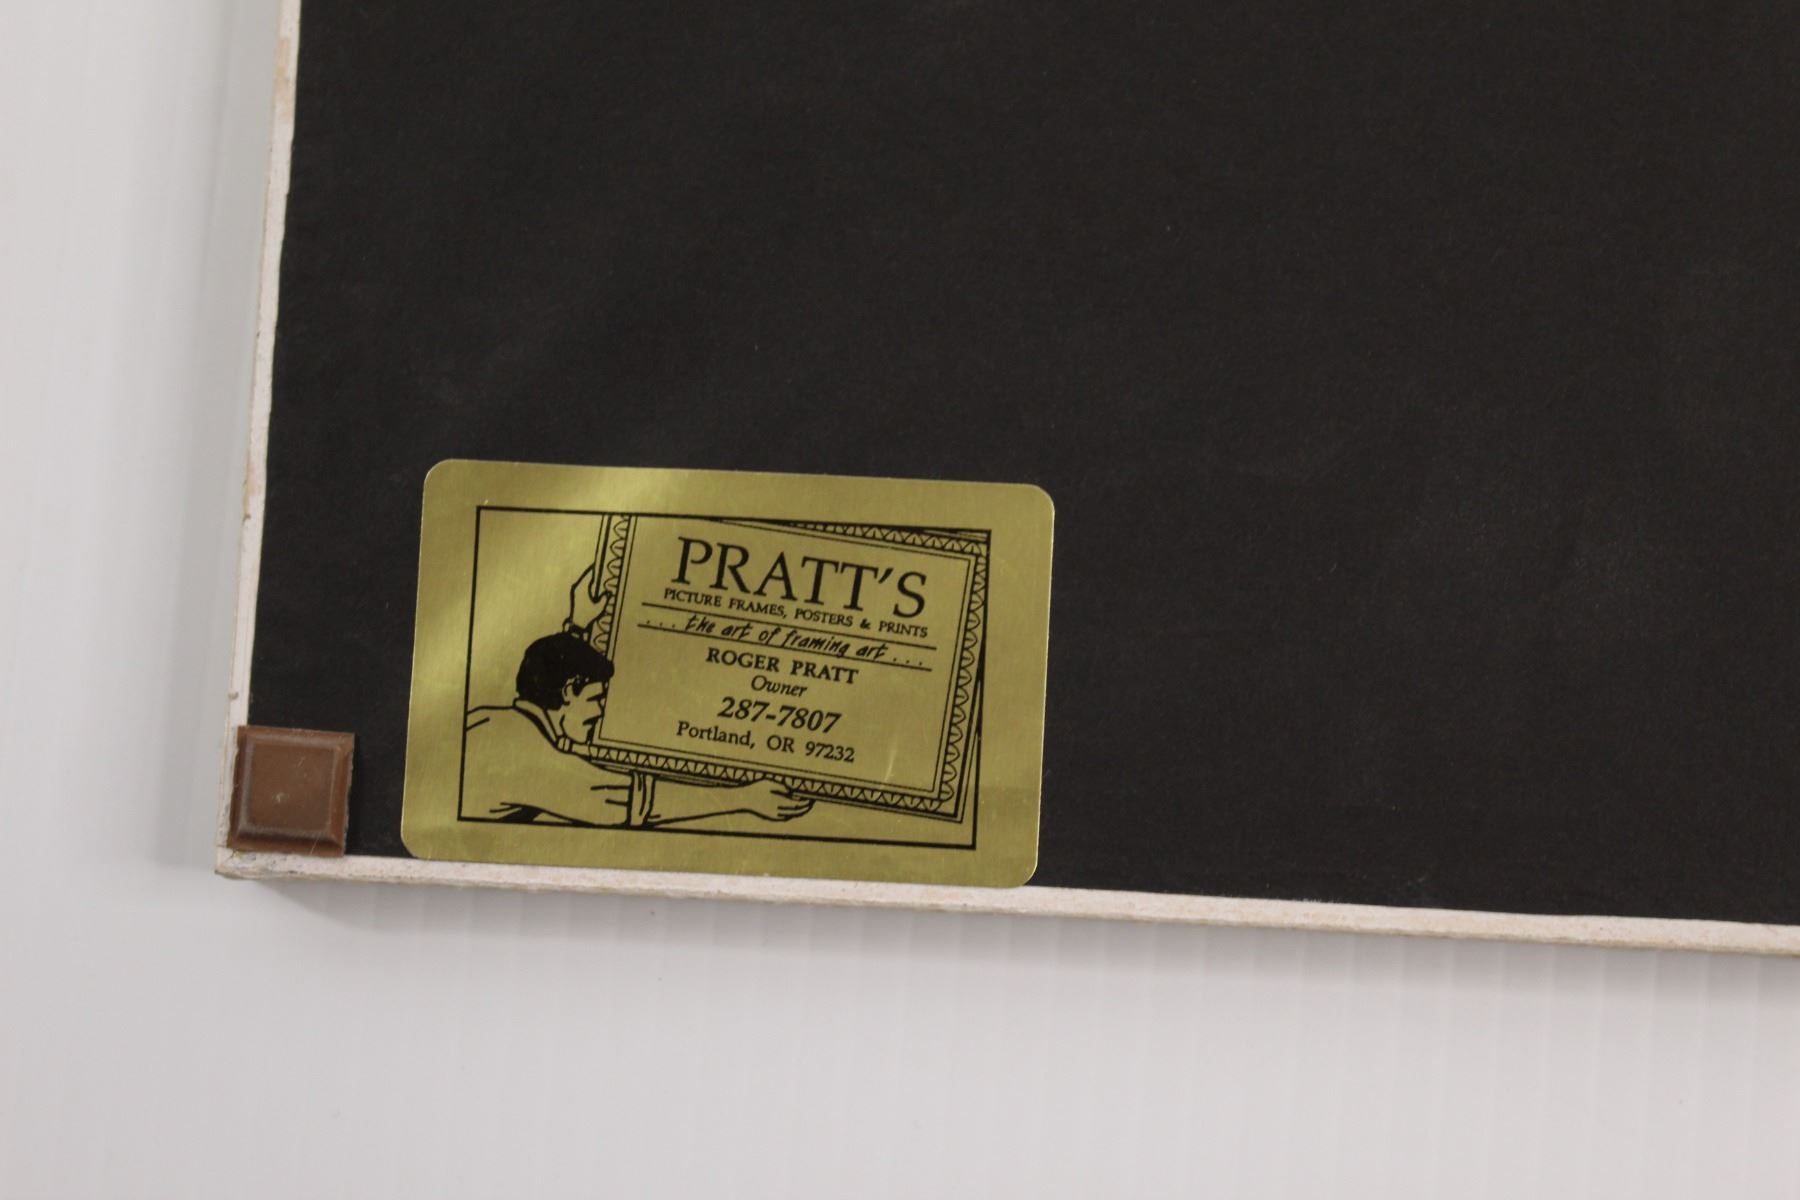 PRATT'S
PICTURE FRAMES, POSTERS & PRINTS
... the art of framing art ...
ROGER PRATT
Owner
287-7807
Portland, OR 97232